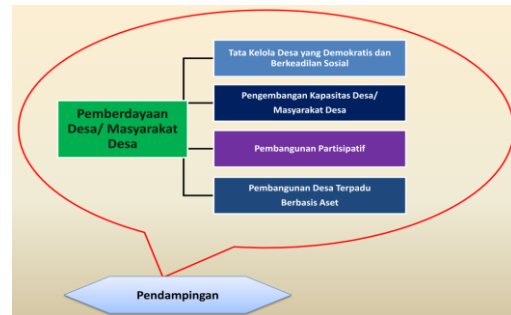 Tata Kelola Desa yang Demokratis dan
Berkeadilan Sosial
Pemberdayaan
Desa/ Masyarakat
Desa
Pengembangan Kapasitas Desa/
Masyarakat Desa
Pembangunan Partisipatif
Pembangunan Desa Terpadu
Berbasis Aset
Pendampingan